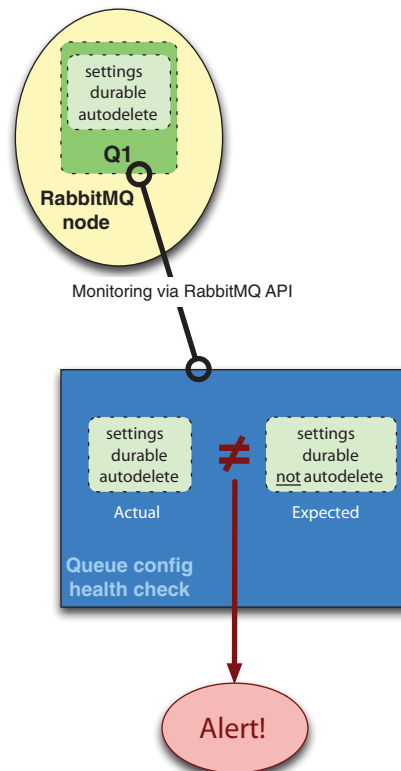 settings
durable
autodelete
Q1
RabbitMQ
node
Monitoring via RabbitMQ API
settings
durable
autodelete
≠
settings
durable
not autodelete
Actual
Expected
Queue config
health check
Alert!